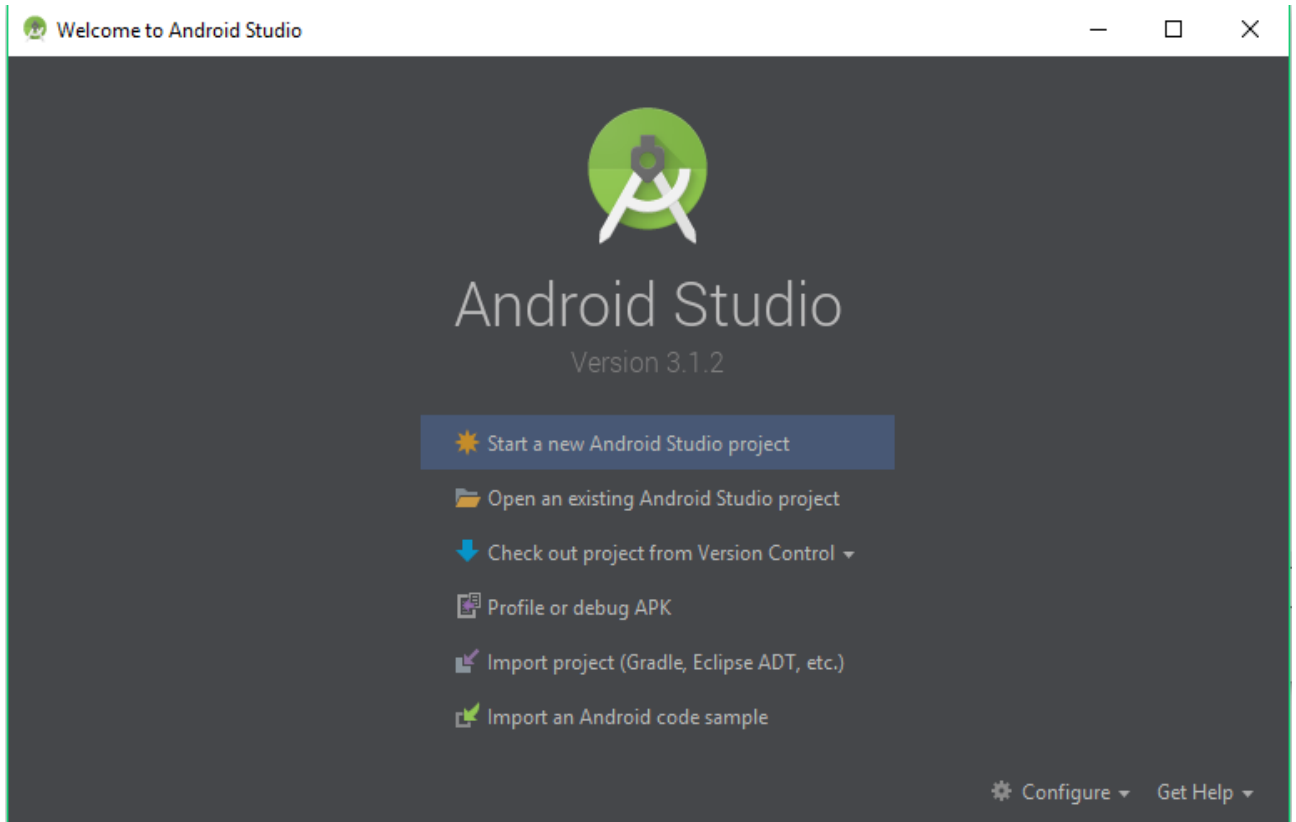 Welcome to Android Studio
Android Studio
Version 3.1.2
Start a new Android Studio project
Open an existing Android Studio project
Check out project from Version Control
Profile or debug APK
Import project (Gradle, Eclipse ADT, etc.)
Import an Android code sample
Configure Get Help